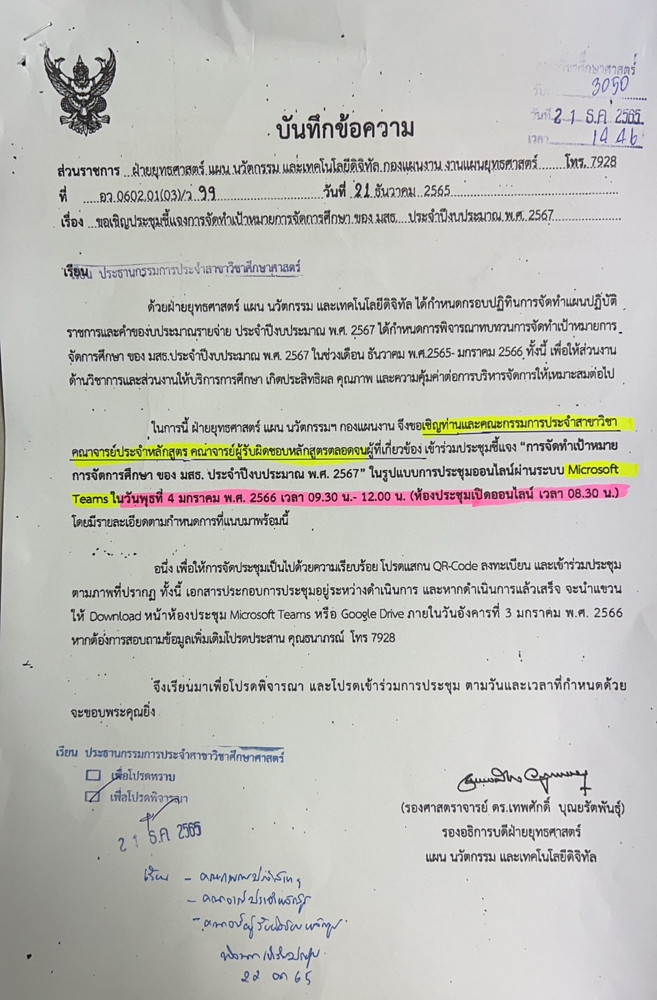 วิชาศึกษาศาสตร์
รับ 3050
วันที่ 21 ธ.ค. 2565
เวลา 14.46
บันทึกข้อความ
ส่วนราชการ ฝ่ายยุทธศาสตร์ แผน นวัตกรรม และเทคโนโลยีดิจิทัล กองแผนงาน งานแผนยุทธศาสตร์ โทร. 7928
ที่ อว 0602.01(03)/ว 99 วันที่ 21 ธันวาคม 2565
เรื่อง ขอเชิญประชุมชี้แจงการจัดทำเป้าหมายการจัดการศึกษา ของ มสธ. ประจำปีงบประมาณ พ.ศ. 2567
เรียน ประธานกรรมการประจำสาขาวิชาศึกษาศาสตร์
ด้วยฝ่ายยุทธศาสตร์ แผน นวัตกรรม และเทคโนโลยีดิจิทัล ได้กำหนดกรอบปฏิทินการจัดทำแผนปฏิบัติ
ราชการและคำของบประมาณรายจ่าย ประจำปีงบประมาณ พ.ศ. 2567 ได้กำหนดการพิจารณาทบทวนการจัดทำเป้าหมายการ
จัดการศึกษา ของ มสธ.ประจำปีงบประมาณ พ.ศ. 2567 ในช่วงเดือน ธันวาคม พ.ศ.2565- มกราคม 2566 ทั้งนี้ เพื่อให้ส่วนงาน
ด้านวิชาการและส่วนงานให้บริการการศึกษา เกิดประสิทธิผล คุณภาพ และความคุ้มค่าต่อการบริหารจัดการให้เหมาะสมต่อไป
ในการนี้ ฝ่ายยุทธศาสตร์ แผน นวัตกรรมฯ กองแผนงาน จึงขอเชิญท่านและคณะกรรมการประจำสาขาวิชา
คณาจารย์ประจำหลักสูตร คณาจารย์ผู้รับผิดชอบหลักสูตรตลอดจนผู้ที่เกี่ยวข้อง เข้าร่วมประชุมชี้แจง “การจัดทำเป้าหมาย
การจัดการศึกษา ของ มสธ. ประจำปีงบประมาณ พ.ศ. 2567” ในรูปแบบการประชุมออนไลน์ผ่านระบบ Microsoft
Teams ในวันพุธที่ 4 มกราคม พ.ศ. 2566 เวลา 09.30 น.- 12.00 น. (ห้องประชุมเปิดออนไลน์ เวลา 08.30 น.)
โดยมีรายละเอียดตามกำหนดการที่แนบมาพร้อมนี้
อนึ่ง เพื่อให้การจัดประชุมเป็นไปด้วยความเรียบร้อย โปรดแสกน QR-Code ลงทะเบียน และเข้าร่วมประชุม
ตามภาพที่ปรากฏ ทั้งนี้ เอกสารประกอบการประชุมอยู่ระหว่างดำเนินการ และหากดำเนินการแล้วเสร็จ จะนำแขวน
ให้ Download หน้าห้องประชุม Microsoft Teams หรือ Google Drive ภายในวันอังคารที่ 3 มกราคม พ.ศ. 2566
หากต้องการสอบถามข้อมูลเพิ่มเติมโปรดประสาน คุณธนาภรณ์ โทร 7928
จึงเรียนมาเพื่อโปรดพิจารณา และโปรดเข้าร่วมการประชุม ตามวันและเวลาที่กำหนดด้วย
จะขอบพระคุณยิ่ง
เรียน ประธานกรรมการประจำสาขาวิชาศึกษาศาสตร์
เพื่อโปรดทราบ
เพื่อโปรดพิจารณา
21 ธ.ค. 2565
(รองศาสตราจารย์ ดร.เทพศักดิ์ บุณยรัตพันธุ์)
รองอธิการบดีฝ่ายยุทธศาสตร์
แผน นวัตกรรม และเทคโนโลยีดิจิทัล
เรียน